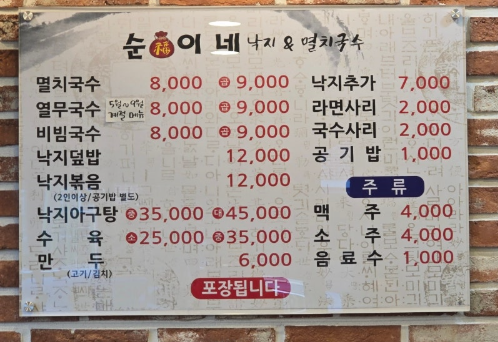 순이네 낙지 & 멸치국수
멸치국수 8,000 곱 9,000
열무국수 5월~9월 계절메뉴 8,000 곱 9,000
비빔국수 8,000 곱 9,000
낙지덮밥 12,000
낙지볶음 12,000
(2인이상/공기밥 별도)
낙지아구탕 중 35,000 대 45,000
수육 소 25,000 중 35,000
만두 6,000
(고기/김치)
낙지추가 7,000
라면사리 2,000
국수사리 2,000
공기밥 1,000
주류
맥주 4,000
소주 4,000
음료수 1,000
포장됩니다